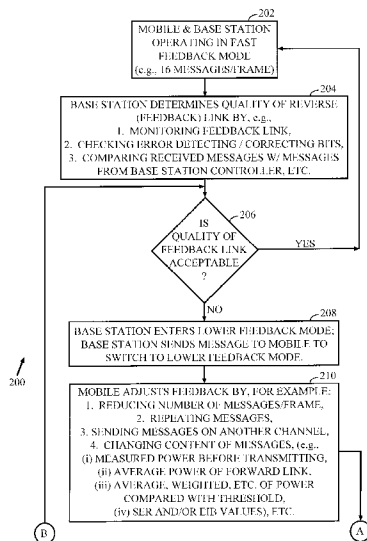 202
MOBILE & BASE STATION
OPERATING IN FAST
FEEDBACK MODE
(e.g., 16 MESSAGES/FRAME)
204
BASE STATION DETERMINES QUALITY OF REVERSE
(FEEDBACK) LINK BY, e.g.,
1. MONITORING FEEDBACK LINK,
2. CHECKING ERROR DETECTING / CORRECTING BITS,
3. COMPARING RECEIVED MESSAGES W/ MESSAGES
FROM BASE STATION CONTROLLER, ETC.
206
IS
QUALITY OF
FEEDBACK LINK
ACCEPTABLE
?
YES
NO
208
BASE STATION ENTERS LOWER FEEDBACK MODE;
BASE STATION SENDS MESSAGE TO MOBILE TO
SWITCH TO LOWER FEEDBACK MODE.
200
210
MOBILE ADJUSTS FEEDBACK BY, FOR EXAMPLE:
1. REDUCING NUMBER OF MESSAGES/FRAME,
2. REPEATING MESSAGES,
3. SENDING MESSAGES ON ANOTHER CHANNEL,
4. CHANGING CONTENT OF MESSAGES, (e.g.,
(i) MEASURED POWER BEFORE TRANSMITTING,
(ii) AVERAGE POWER OF FORWARD LINK,
(iii) AVERAGE, WEIGHTED, ETC. OF POWER
COMPARED WITH THRESHOLD,
(iv) SER AND/OR EIB VALUES), ETC.
B
A